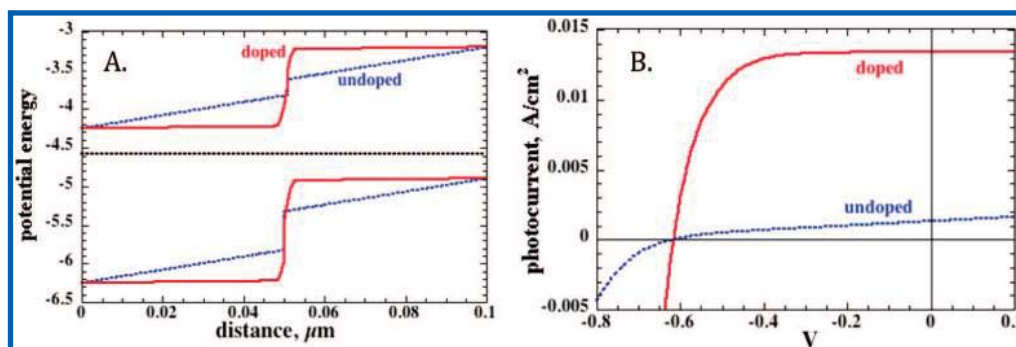 A.
doped
undoped
potential energy
-3
-3.5
-4
-4.5
-5
-5.5
-6
-6.5
0
0.02
0.04
0.06
0.08
0.1
distance, µm
B.
doped
undoped
photocurrent, A/cm²
0.015
0.01
0.005
0
-0.005
-0.8
-0.6
-0.4
-0.2
0
V